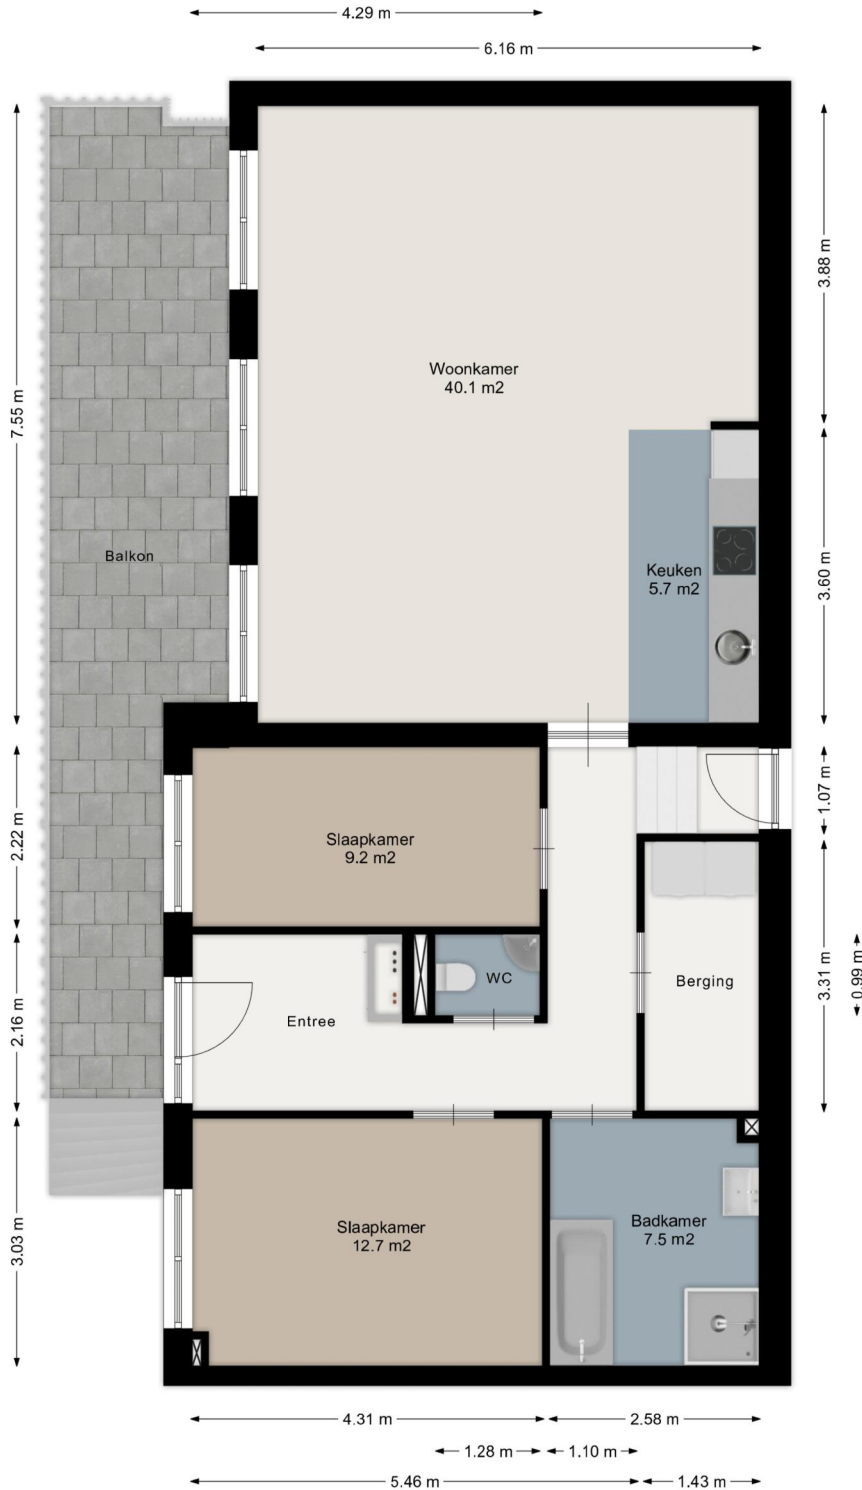 4.29 m
6.16 m
7.55 m
3.88 m
Woonkamer
40.1 m2
Balkon
Keuken
5.7 m2
3.60 m
2.22 m
Slaapkamer
9.2 m2
1.07 m
2.16 m
Entree
WC
Berging
3.31 m
0.99 m
3.03 m
Slaapkamer
12.7 m2
Badkamer
7.5 m2
4.31 m
2.58 m
1.28 m
1.10 m
5.46 m
1.43 m